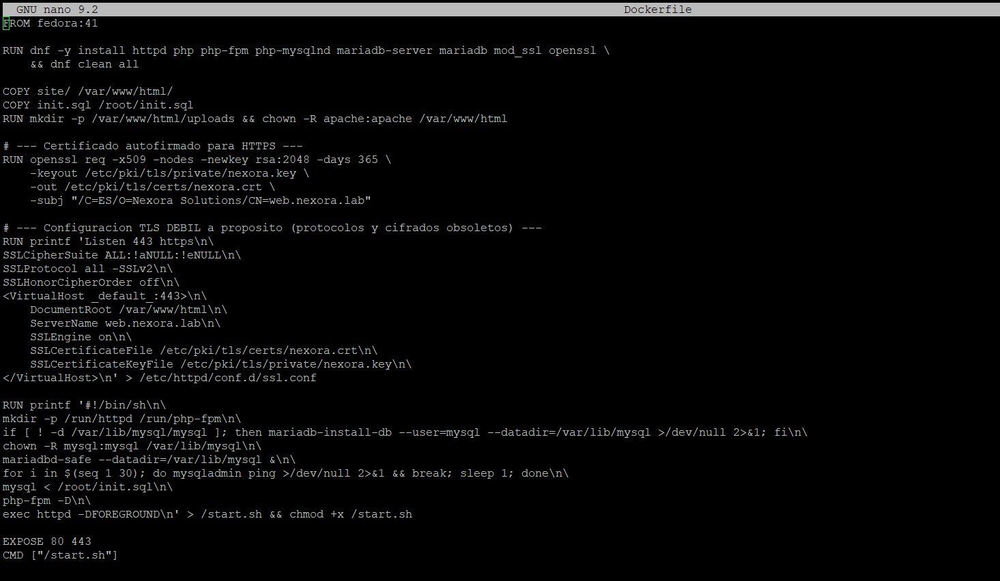 GNU nano 9.2 Dockerfile
FROM fedora:41
RUN dnf -y install httpd php php-fpm php-mysqlnd mariadb-server mariadb mod_ssl openssl \
    && dnf clean all
COPY site/ /var/www/html/
COPY init.sql /root/init.sql
RUN mkdir -p /var/www/html/uploads && chown -R apache:apache /var/www/html
# --- Certificado autofirmado para HTTPS ---
RUN openssl req -x509 -nodes -newkey rsa:2048 -days 365 \
    -keyout /etc/pki/tls/private/nexora.key \
    -out /etc/pki/tls/certs/nexora.crt \
    -subj "/C=ES/O=Nexora Solutions/CN=web.nexora.lab"
# --- Configuracion TLS DEBIL a proposito (protocolos y cifrados obsoletos) ---
RUN printf 'Listen 443 https\n\
SSLCipherSuite ALL:!aNULL:!eNULL\n\
SSLProtocol all -SSLv2\n\
SSLHonorCipherOrder off\n\
<VirtualHost _default_:443>\n\
    DocumentRoot /var/www/html\n\
    ServerName web.nexora.lab\n\
    SSLEngine on\n\
    SSLCertificateFile /etc/pki/tls/certs/nexora.crt\n\
    SSLCertificateKeyFile /etc/pki/tls/private/nexora.key\n\
</VirtualHost>\n' > /etc/httpd/conf.d/ssl.conf
RUN printf '#!/bin/sh\n\
mkdir -p /run/httpd /run/php-fpm\n\
if [ ! -d /var/lib/mysql/mysql ]; then mariadb-install-db --user=mysql --datadir=/var/lib/mysql >/dev/null 2>&1; fi\n\
chown -R mysql:mysql /var/lib/mysql\n\
mariadbd-safe --datadir=/var/lib/mysql &\n\
for i in $(seq 1 30); do mysqladmin ping >/dev/null 2>&1 && break; sleep 1; done\n\
mysql < /root/init.sql\n\
php-fpm -D\n\
exec httpd -DFOREGROUND\n' > /start.sh && chmod +x /start.sh
EXPOSE 80 443
CMD ["/start.sh"]